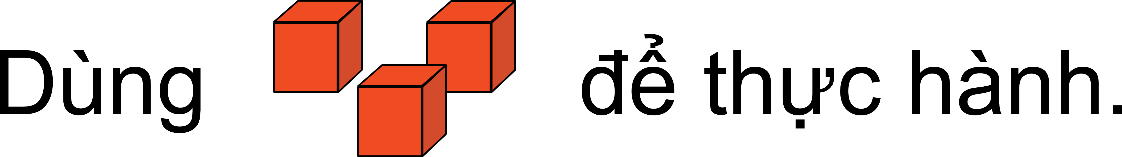 Dùng để thực hành.